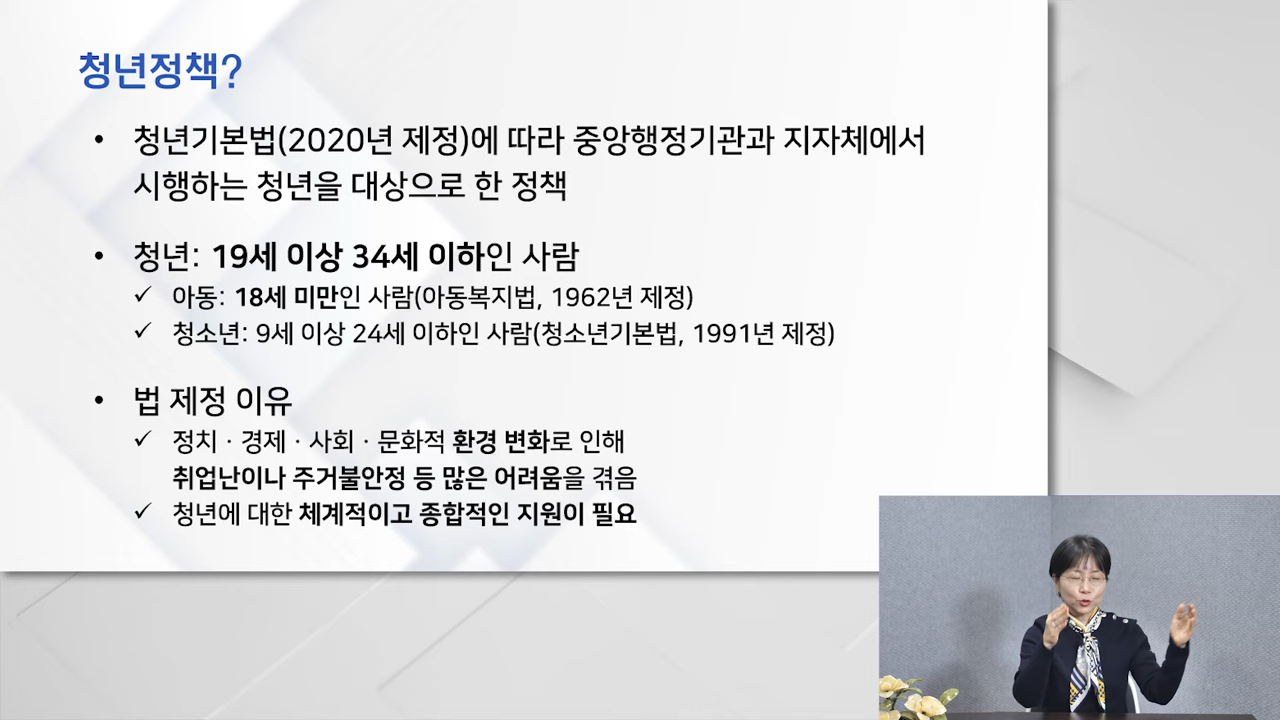 청년정책?
• 청년기본법(2020년 제정)에 따라 중앙행정기관과 지자체에서
시행하는 청년을 대상으로 한 정책
• 청년: 19세 이상 34세 이하인 사람
✓ 아동: 18세 미만인 사람(아동복지법, 1962년 제정)
✓ 청소년: 9세 이상 24세 이하인 사람(청소년기본법, 1991년 제정)
• 법 제정 이유
✓ 정치 · 경제 · 사회 · 문화적 환경 변화로 인해
취업난이나 주거불안정 등 많은 어려움을 겪음
✓ 청년에 대한 체계적이고 종합적인 지원이 필요